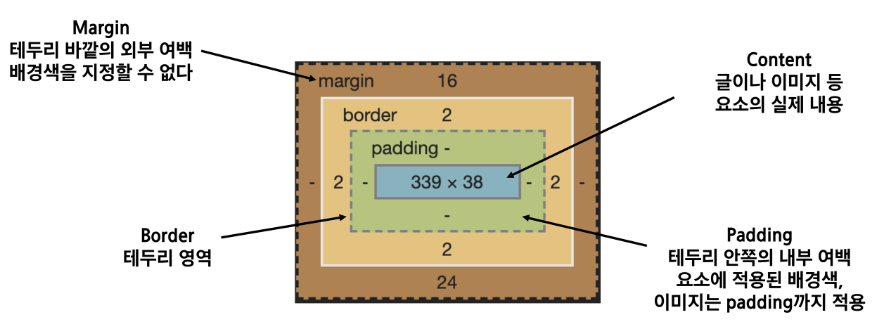 Margin
테두리 바깥의 외부 여백
배경색을 지정할 수 없다
Content
글이나 이미지 등
요소의 실제 내용
margin 16
border 2
padding -
- 2 - 339 × 38 - 2 -
-
2
24
Border
테두리 영역
Padding
테두리 안쪽의 내부 여백
요소에 적용된 배경색,
이미지는 padding까지 적용